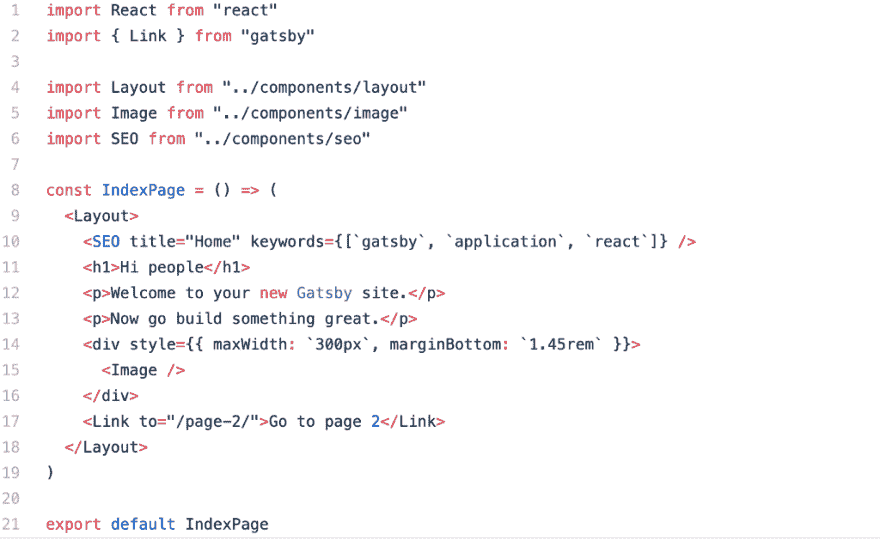 1 import React from "react"
2 import { Link } from "gatsby"
3
4 import Layout from "../components/layout"
5 import Image from "../components/image"
6 import SEO from "../components/seo"
7
8 const IndexPage = () => (
9   <Layout>
10     <SEO title="Home" keywords={[`gatsby`, `application`, `react`]} />
11     <h1>Hi people</h1>
12     <p>Welcome to your new Gatsby site.</p>
13     <p>Now go build something great.</p>
14     <div style={{ maxWidth: `300px`, marginBottom: `1.45rem` }}>
15       <Image />
16     </div>
17     <Link to="/page-2/">Go to page 2</Link>
18   </Layout>
19 )
20
21 export default IndexPage